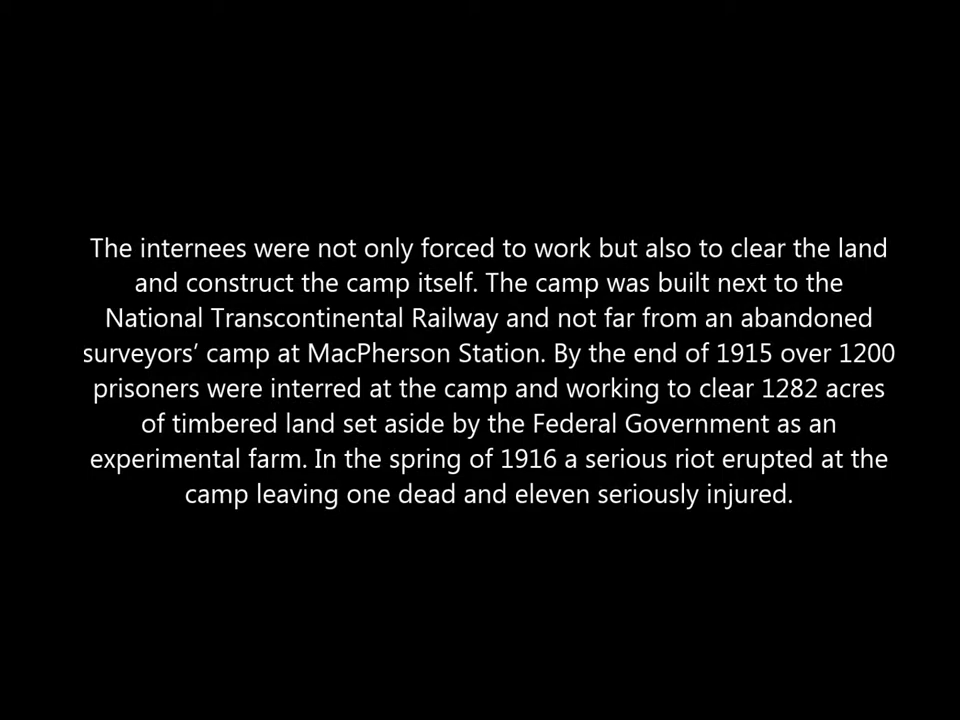 The internees were not only forced to work but also to clear the land
and construct the camp itself. The camp was built next to the
National Transcontinental Railway and not far from an abandoned
surveyors’ camp at MacPherson Station. By the end of 1915 over 1200
prisoners were interred at the camp and working to clear 1282 acres
of timbered land set aside by the Federal Government as an
experimental farm. In the spring of 1916 a serious riot erupted at the
camp leaving one dead and eleven seriously injured.